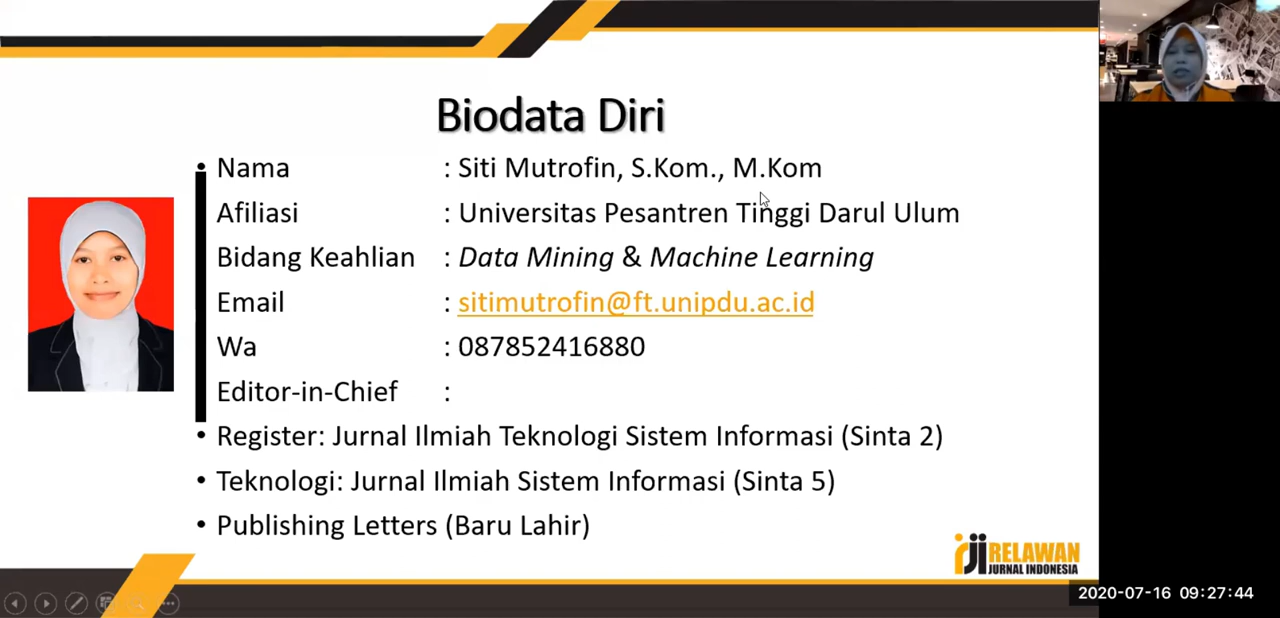 Biodata Diri
• Nama : Siti Mutrofin, S.Kom., M.Kom
Afiliasi : Universitas Pesantren Tinggi Darul Ulum
Bidang Keahlian : Data Mining & Machine Learning
Email : sitimutrofin@ft.unipdu.ac.id
Wa : 087852416880
Editor-in-Chief :
• Register: Jurnal Ilmiah Teknologi Sistem Informasi (Sinta 2)
• Teknologi: Jurnal Ilmiah Sistem Informasi (Sinta 5)
• Publishing Letters (Baru Lahir)
rji RELAWAN
JURNAL INDONESIA
2020-07-16 09:27:44